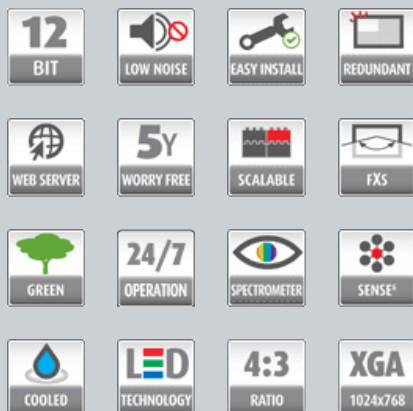 12
BIT
LOW NOISE
EASY INSTALL
REDUNDANT
WEB SERVER
5Y
WORRY FREE
SCALABLE
FXS
GREEN
24/7
OPERATION
SPECTROMETER
SENSE⁶
COOLED
LED
TECHNOLOGY
4:3
RATIO
XGA
1024x768